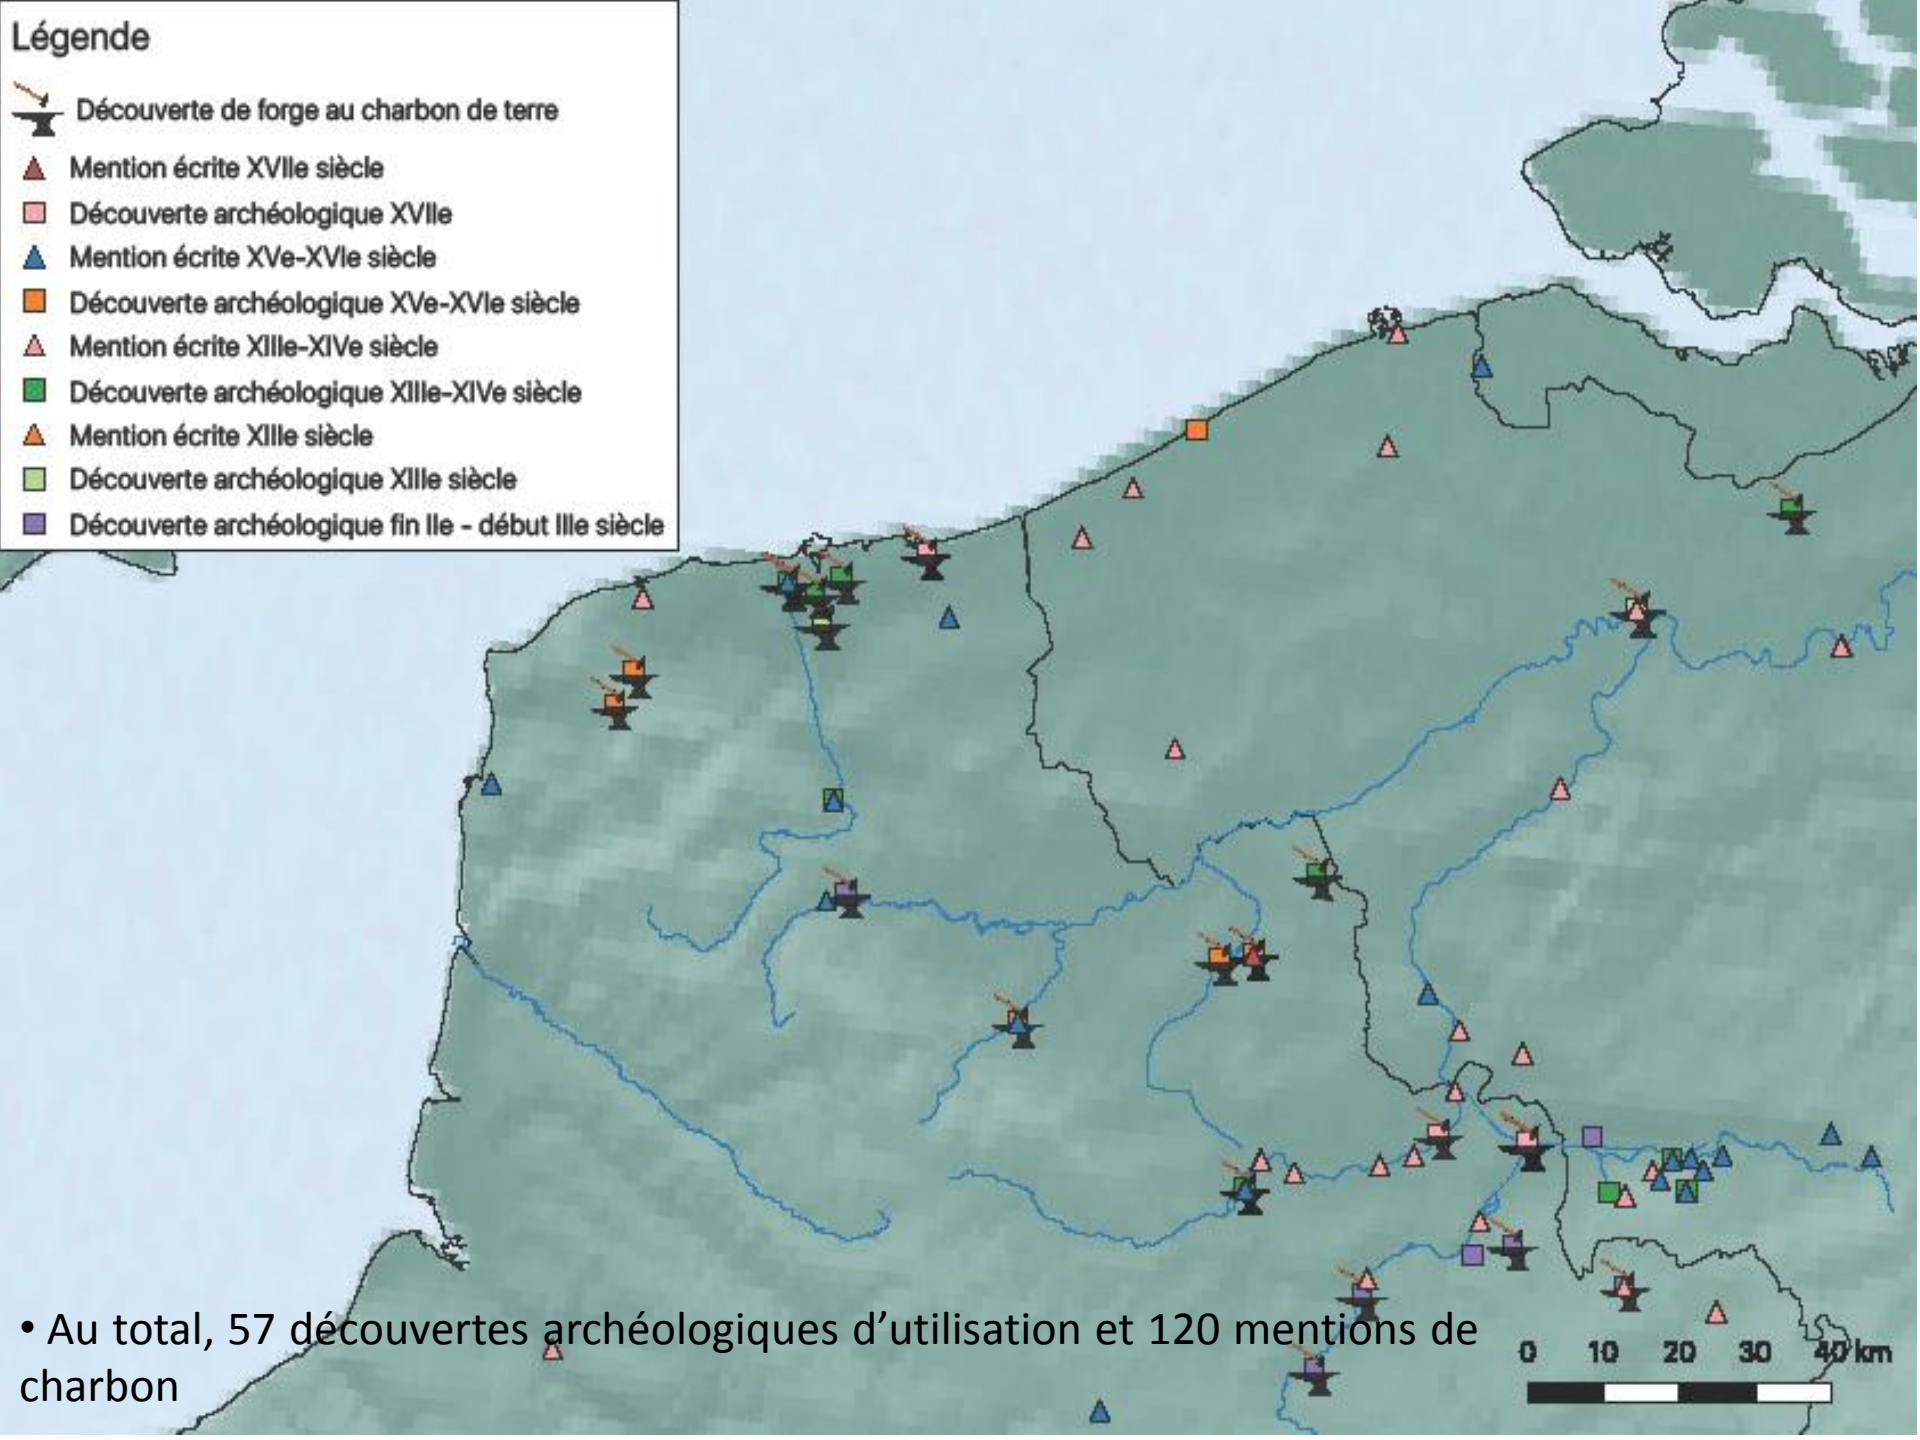 Légende
Découverte de forge au charbon de terre
Mention écrite XVIIe siècle
Découverte archéologique XVIIe
Mention écrite XVe-XVIe siècle
Découverte archéologique XVe-XVIe siècle
Mention écrite XIIIe-XIVe siècle
Découverte archéologique XIIIe-XIVe siècle
Mention écrite XIIIe siècle
Découverte archéologique XIIIe siècle
Découverte archéologique fin IIe - début IIIe siècle
• Au total, 57 découvertes archéologiques d’utilisation et 120 mentions de
charbon
0 10 20 30 40 km